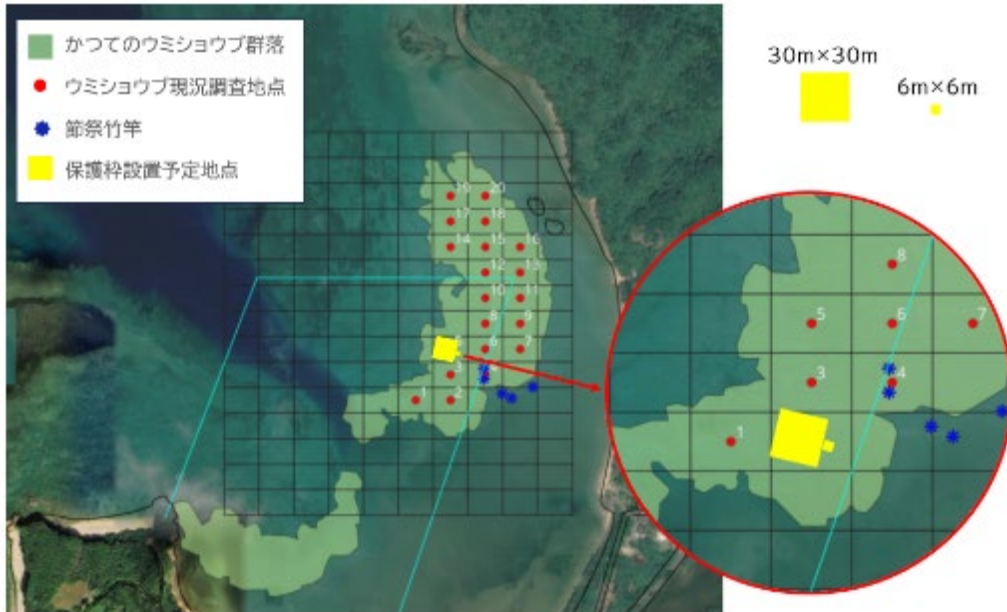 かつてのウミショウブ群落
ウミショウブ現況調査地点
節祭竹竿
保護枠設置予定地点
30m×30m
6m×6m
19 20
17 18
14 15 16
12 13
10 11
8 9
6 7
3 4
1 2
8
5 6 7
3 4
1